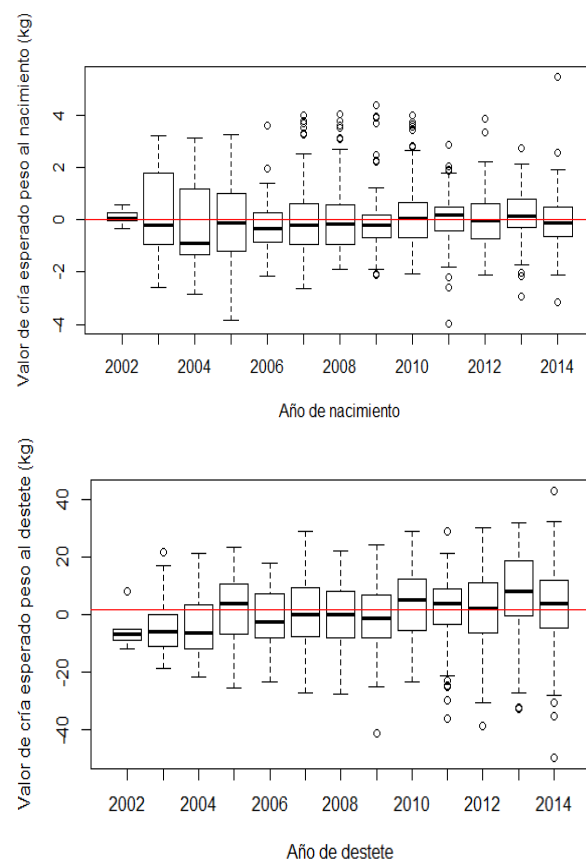 Valor de cría esperado peso al nacimiento (kg)
4
2
0
-2
-4
2002 2004 2006 2008 2010 2012 2014
Año de nacimiento
Valor de cría esperado peso al destete (kg)
40
20
0
-20
-40
2002 2004 2006 2008 2010 2012 2014
Año de destete